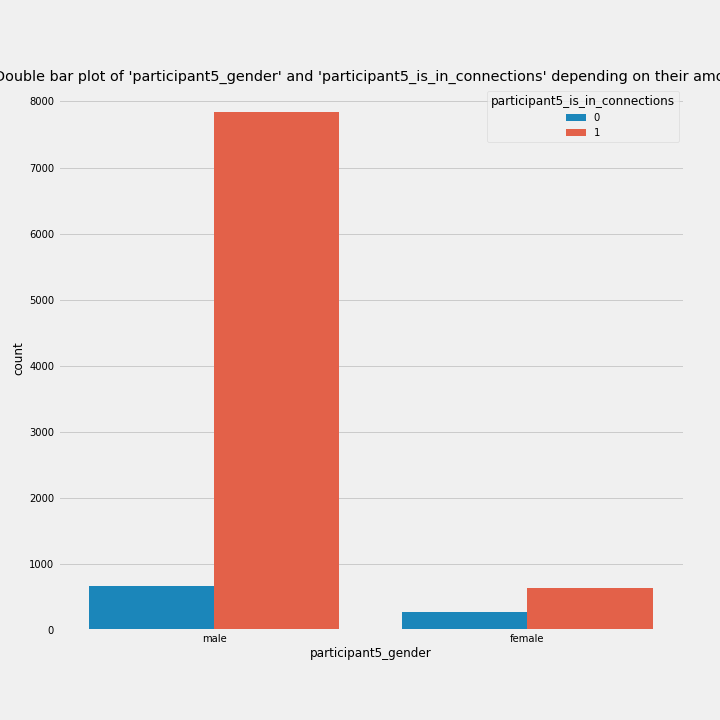 Double bar plot of 'participant5_gender' and 'participant5_is_in_connections' depending on their
participant5_is_in_connections
0
1
8000
7000
6000
5000
4000
3000
2000
1000
0
count
male female
participant5_gender